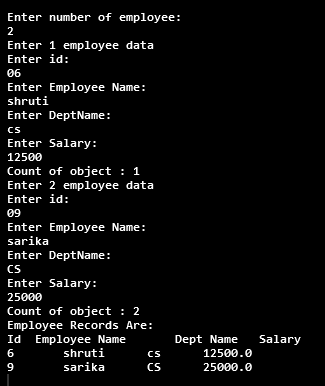 Enter number of employee:
2
Enter 1 employee data
Enter id:
06
Enter Employee Name:
shruti
Enter DeptName:
cs
Enter Salary:
12500
Count of object : 1
Enter 2 employee data
Enter id:
09
Enter Employee Name:
sarika
Enter DeptName:
CS
Enter Salary:
25000
Count of object : 2
Employee Records Are:
Id  Employee Name       Dept Name   Salary
6       shruti      cs      12500.0
9       sarika      CS      25000.0